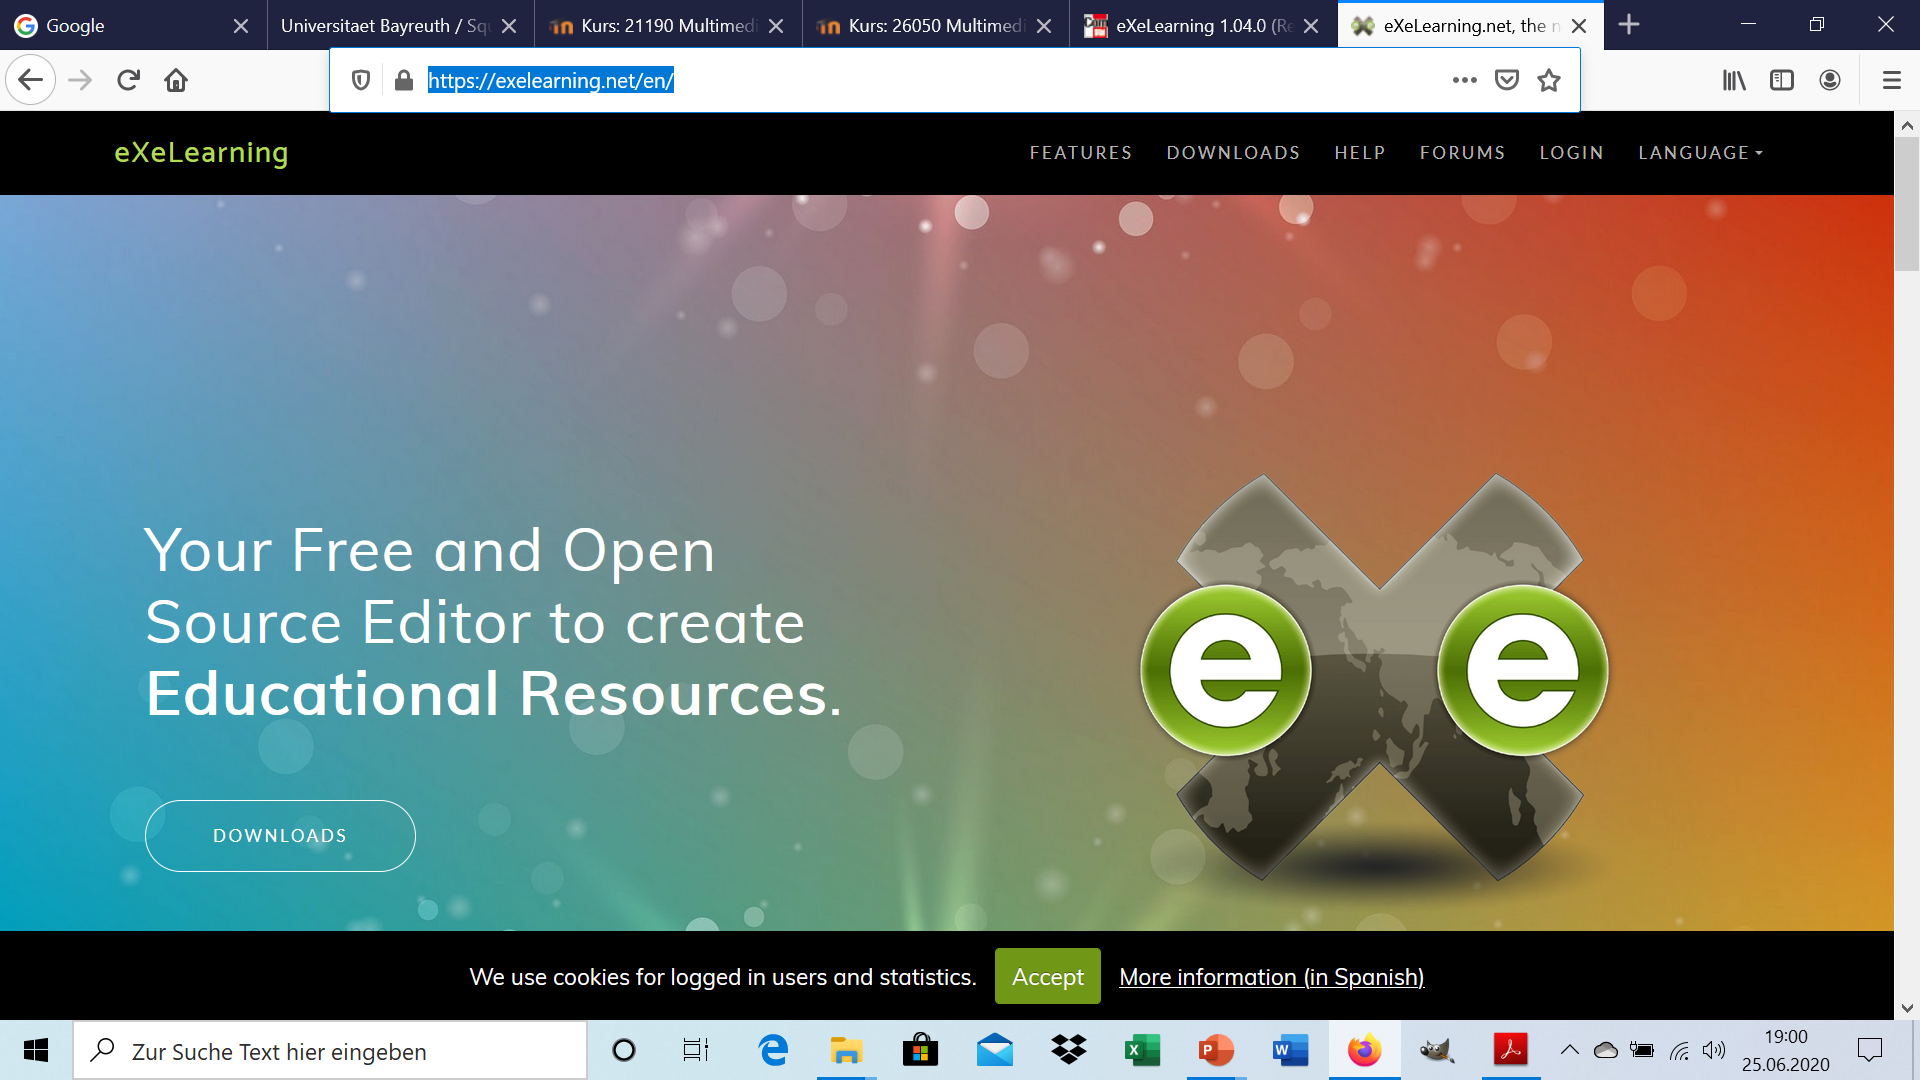 Google
Universitaet Bayreuth / Sq
Kurs: 21190 Multimedi
Kurs: 26050 Multimedi
eXeLearning 1.04.0 (Re
eXeLearning.net, the n
https://exelearning.net/en/
eXeLearning
FEATURES DOWNLOADS HELP FORUMS LOGIN LANGUAGE
Your Free and Open
Source Editor to create
Educational Resources.
e e
DOWNLOADS
We use cookies for logged in users and statistics. Accept More information (in Spanish)
Zur Suche Text hier eingeben
19:00
25.06.2020